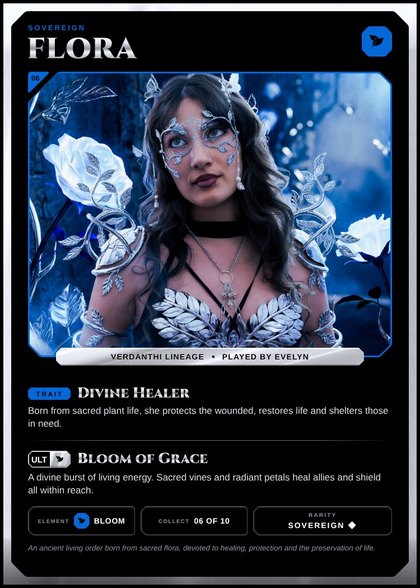 SOVEREIGN
FLORA
06
VERDANTHI LINEAGE • PLAYED BY EVELYN
TRAIT DIVINE HEALER
Born from sacred plant life, she protects the wounded, restores life and shelters those
in need.
ULT BLOOM OF GRACE
A divine burst of living energy. Sacred vines and radiant petals heal allies and shield
all within reach.
ELEMENT BLOOM
COLLECT 06 OF 10
RARITY
SOVEREIGN ◆
An ancient living order born from sacred flora, devoted to healing, protection and the preservation of life.